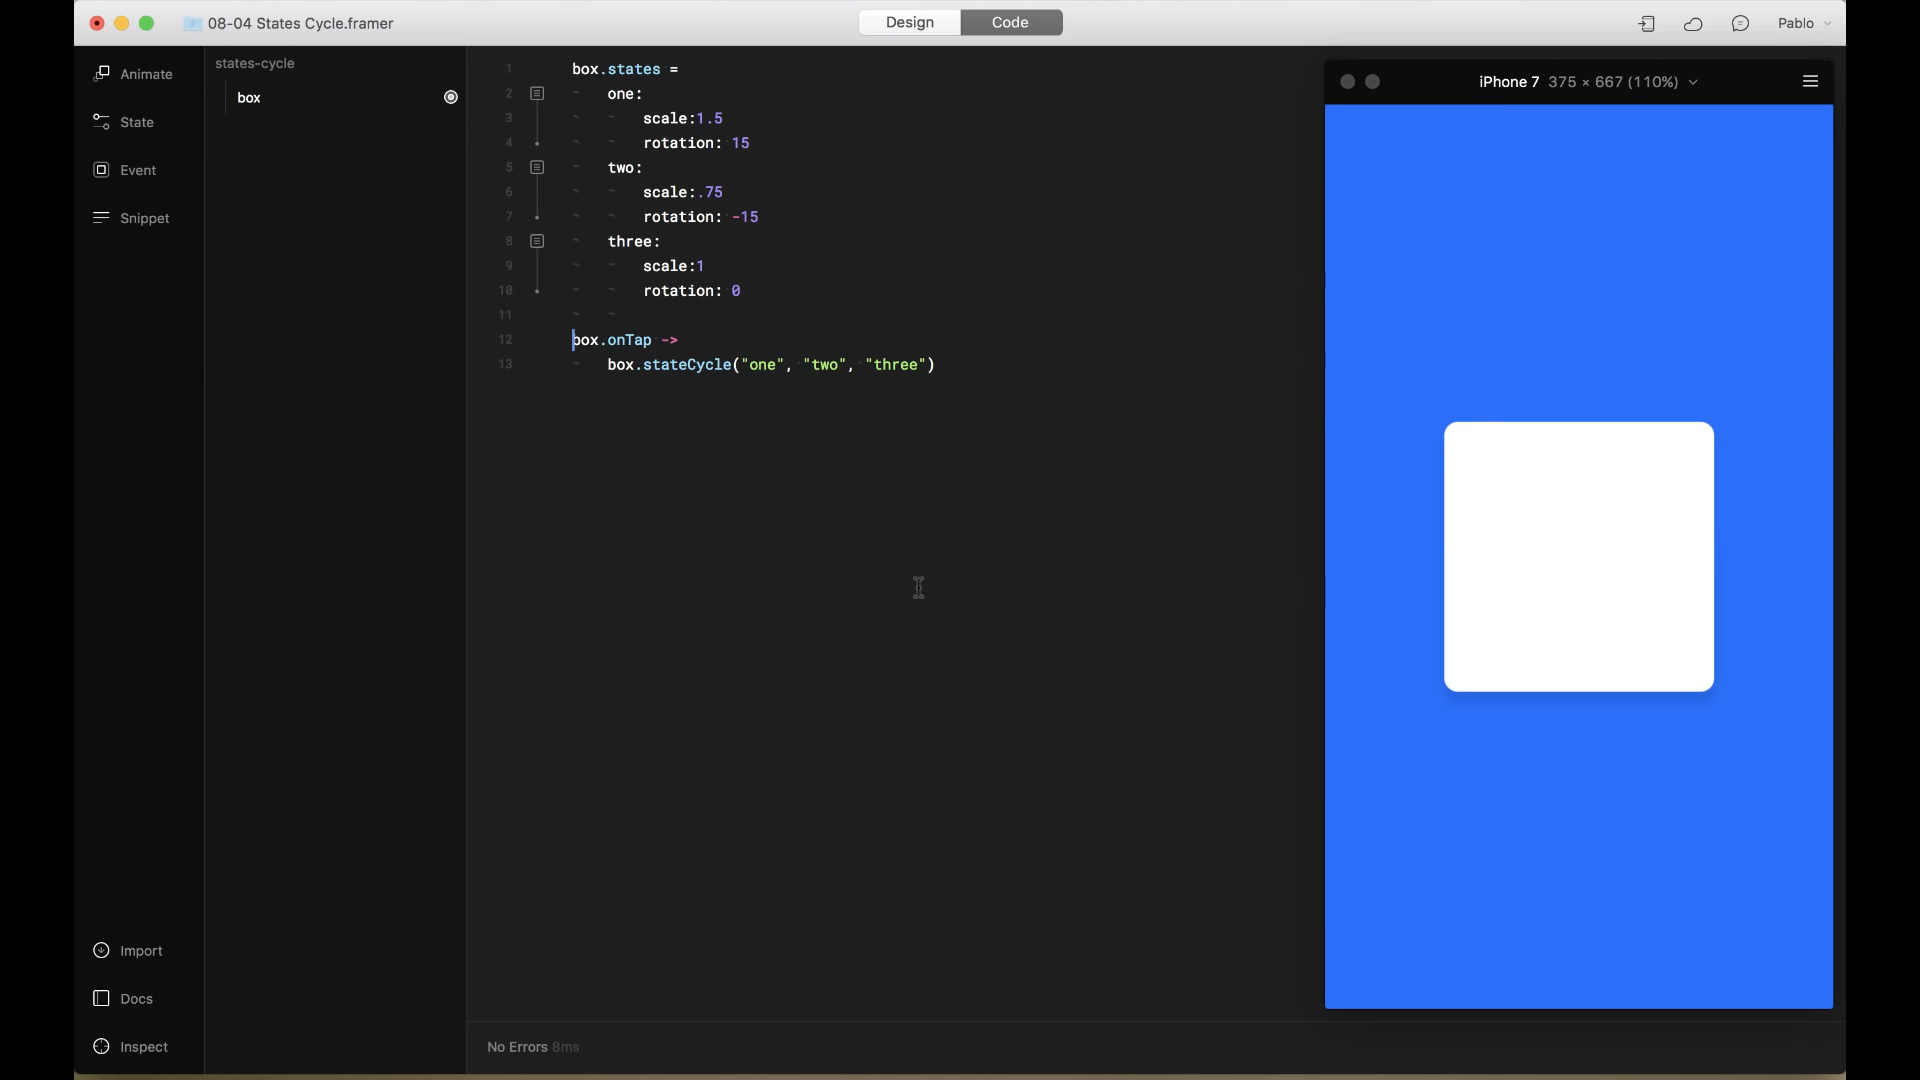 08-04 States Cycle.framer
Design
Code
Pablo
Animate
State
Event
Snippet
states-cycle
box
1 box.states =
2 one:
3 scale:1.5
4 rotation: 15
5 two:
6 scale:.75
7 rotation: -15
8 three:
9 scale:1
10 rotation: 0
11
12 box.onTap ->
13 box.stateCycle("one", "two", "three")
iPhone 7 375 × 667 (110%)
Import
Docs
Inspect
No Errors 8ms